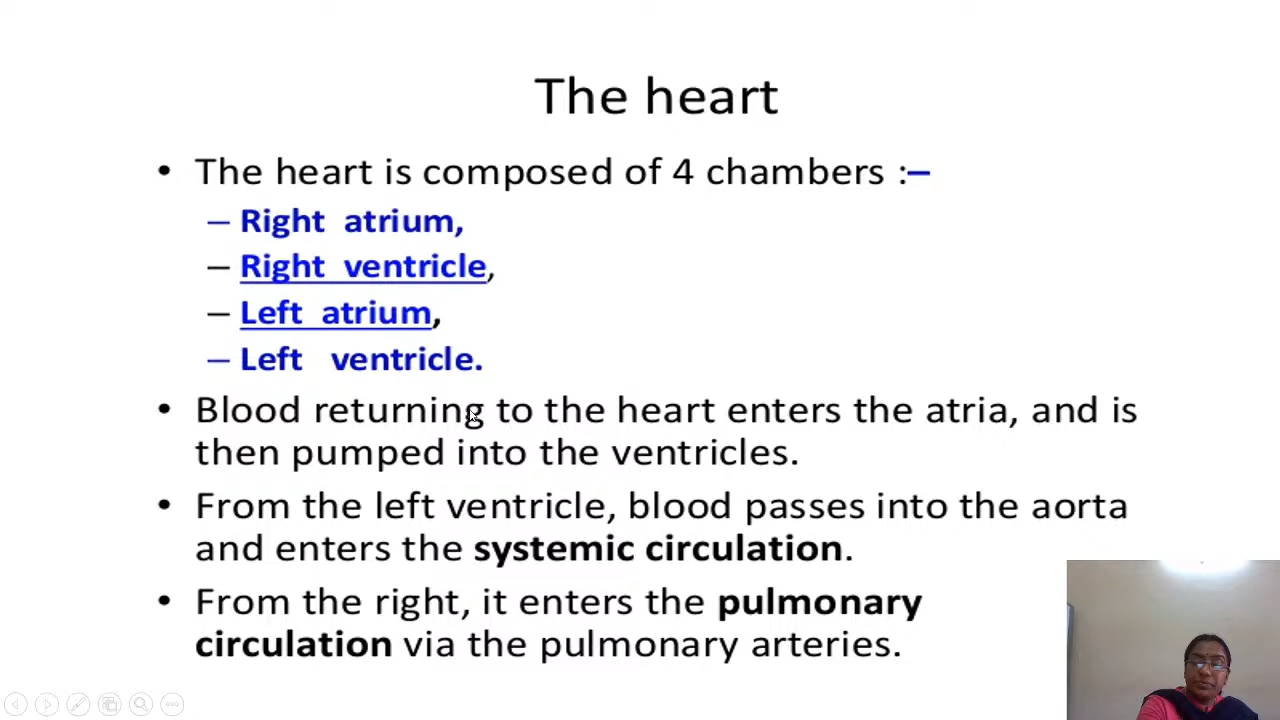 The heart
• The heart is composed of 4 chambers :–
– Right atrium,
– Right ventricle,
– Left atrium,
– Left ventricle.
• Blood returning to the heart enters the atria, and is
then pumped into the ventricles.
• From the left ventricle, blood passes into the aorta
and enters the systemic circulation.
• From the right, it enters the pulmonary
circulation via the pulmonary arteries.